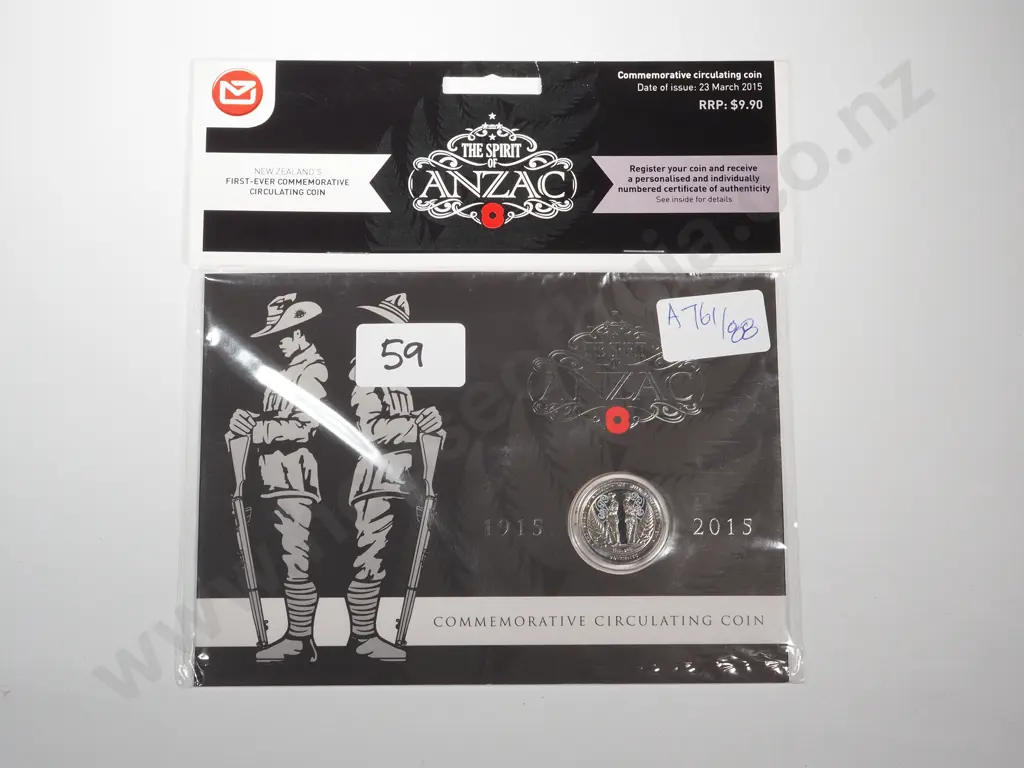 Commemorative circulating coin
Date of issue: 23 March 2015
RRP: $9.90
THE SPIRIT
OF
ANZAC
NEW ZEALAND'S
FIRST-EVER COMMEMORATIVE
CIRCULATING COIN
Register your coin and receive
a personalised and individually
numbered certificate of authenticity
See inside for details
A-761/88
59
ANZAC
1915
2015
COMMEMORATIVE CIRCULATING COIN